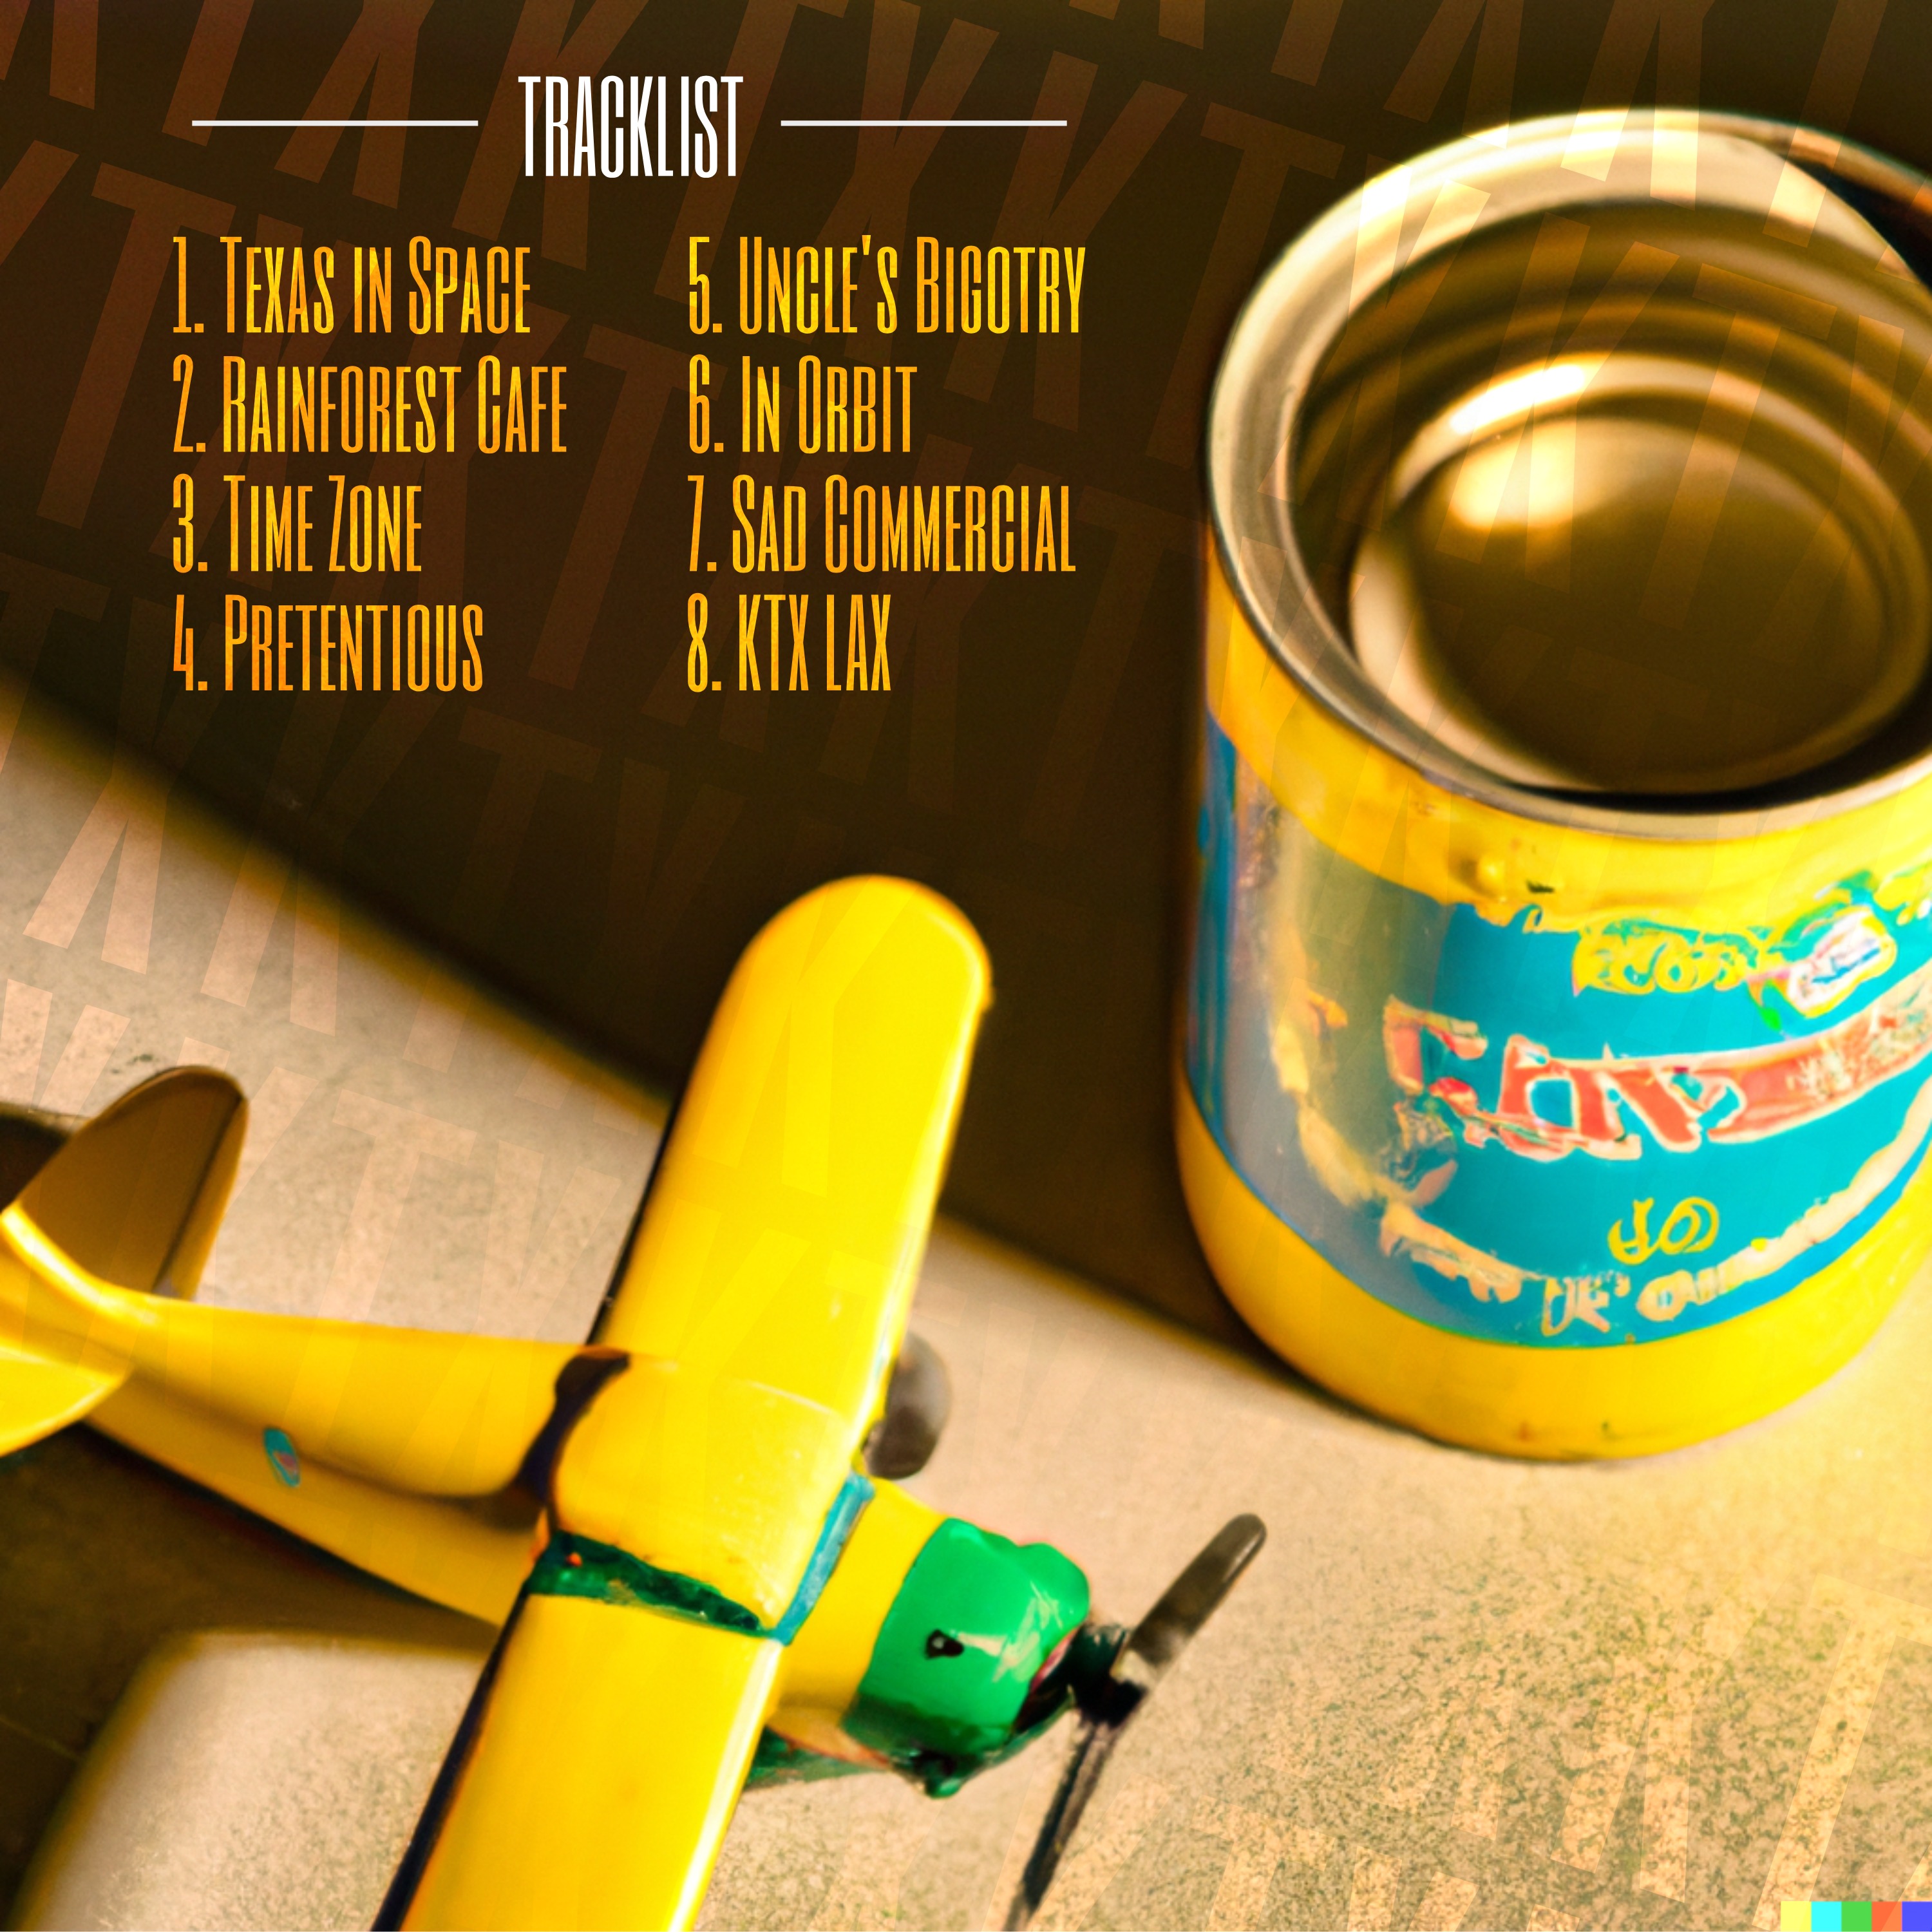 TRACKLIST
1. Texas in Space
2. Rainforest Cafe
3. Time Zone
4. Pretentious
5. Uncle's Bigotry
6. In Orbit
7. Sad Commercial
8. KTX LAX